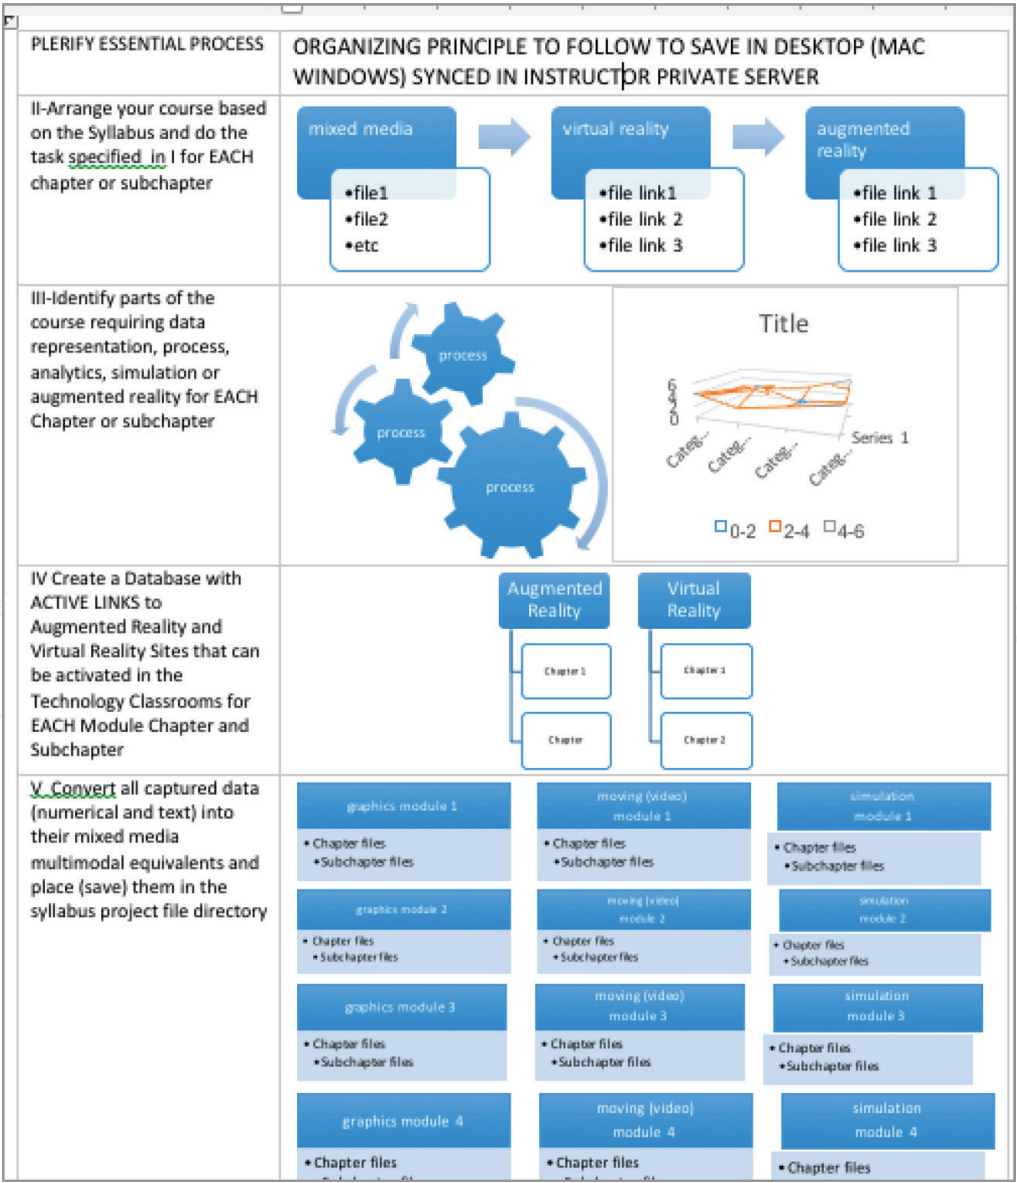 PLERIFY ESSENTIAL PROCESS
ORGANIZING PRINCIPLE TO FOLLOW TO SAVE IN DESKTOP (MAC
WINDOWS) SYNCED IN INSTRUCTOR PRIVATE SERVER
II-Arrange your course based
on the Syllabus and do the
task specified in I for EACH
chapter or subchapter
mixed media
•file1
•file2
•etc
virtual reality
•file link1
•file link 2
•file link 3
augmented
reality
•file link 1
•file link 2
•file link 3
III-Identify parts of the
course requiring data
representation, process,
analytics, simulation or
augmented reality for EACH
Chapter or subchapter
process
process
process
Title
6
0
Categ...
Categ...
Categ...
Categ...
Series 1
0-2 2-4 4-6
IV Create a Database with
ACTIVE LINKS to
Augmented Reality and
Virtual Reality Sites that can
be activated in the
Technology Classrooms for
EACH Module Chapter and
Subchapter
Augmented
Reality
Chapter 1
Chapter
Virtual
Reality
Chapter 1
Chapter 2
V Convert all captured data
(numerical and text) into
their mixed media
multimodal equivalents and
place (save) them in the
syllabus project file directory
graphics module 1
• Chapter files
•Subchapter files
moving (video)
module 1
• Chapter files
•Subchapter files
simulation
module 1
• Chapter files
•Subchapter files
graphics module 2
• Chapter files
•Subchapter files
moving (video)
module 2
• Chapter files
•Subchapter files
simulation
module 2
• Chapter files
•Subchapter files
graphics module 3
• Chapter files
•Subchapter files
moving (video)
module 3
• Chapter files
•Subchapter files
simulation
module 3
• Chapter files
•Subchapter files
graphics module 4
• Chapter files
moving (video)
module 4
• Chapter files
simulation
module 4
• Chapter files